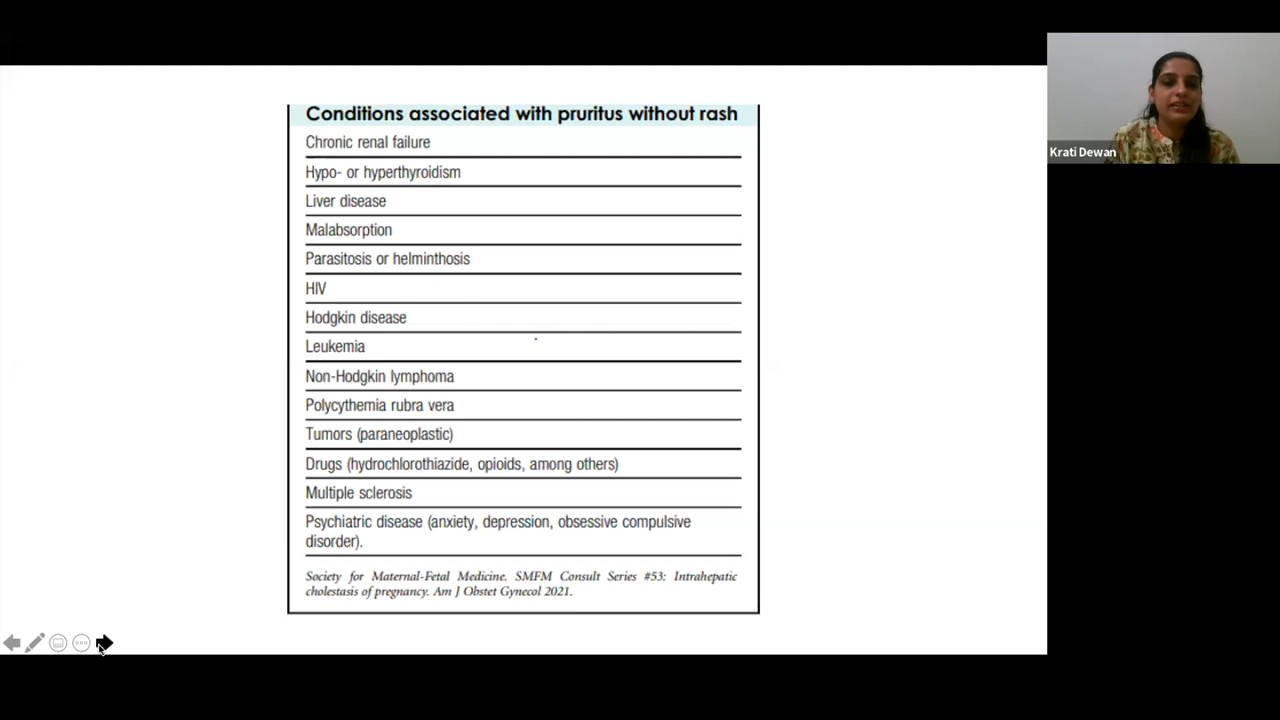 Conditions associated with pruritus without rash
Chronic renal failure
Hypo- or hyperthyroidism
Liver disease
Malabsorption
Parasitosis or helminthosis
HIV
Hodgkin disease
Leukemia
Non-Hodgkin lymphoma
Polycythemia rubra vera
Tumors (paraneoplastic)
Drugs (hydrochlorothiazide, opioids, among others)
Multiple sclerosis
Psychiatric disease (anxiety, depression, obsessive compulsive
disorder).
Society for Maternal-Fetal Medicine. SMFM Consult Series #53: Intrahepatic
cholestasis of pregnancy. Am J Obstet Gynecol 2021.
Krati Dewan